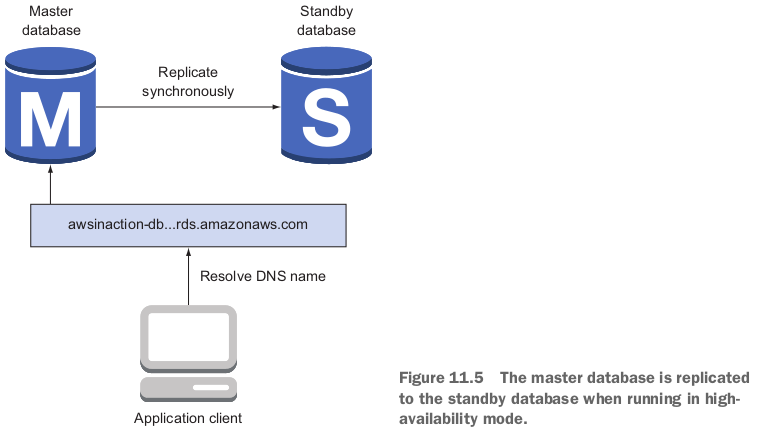 Master
database
Standby
database
Replicate
synchronously
M
S
awsinaction-db...rds.amazonaws.com
Resolve DNS name
Application client
Figure 11.5 The master database is replicated
to the standby database when running in high-
availability mode.